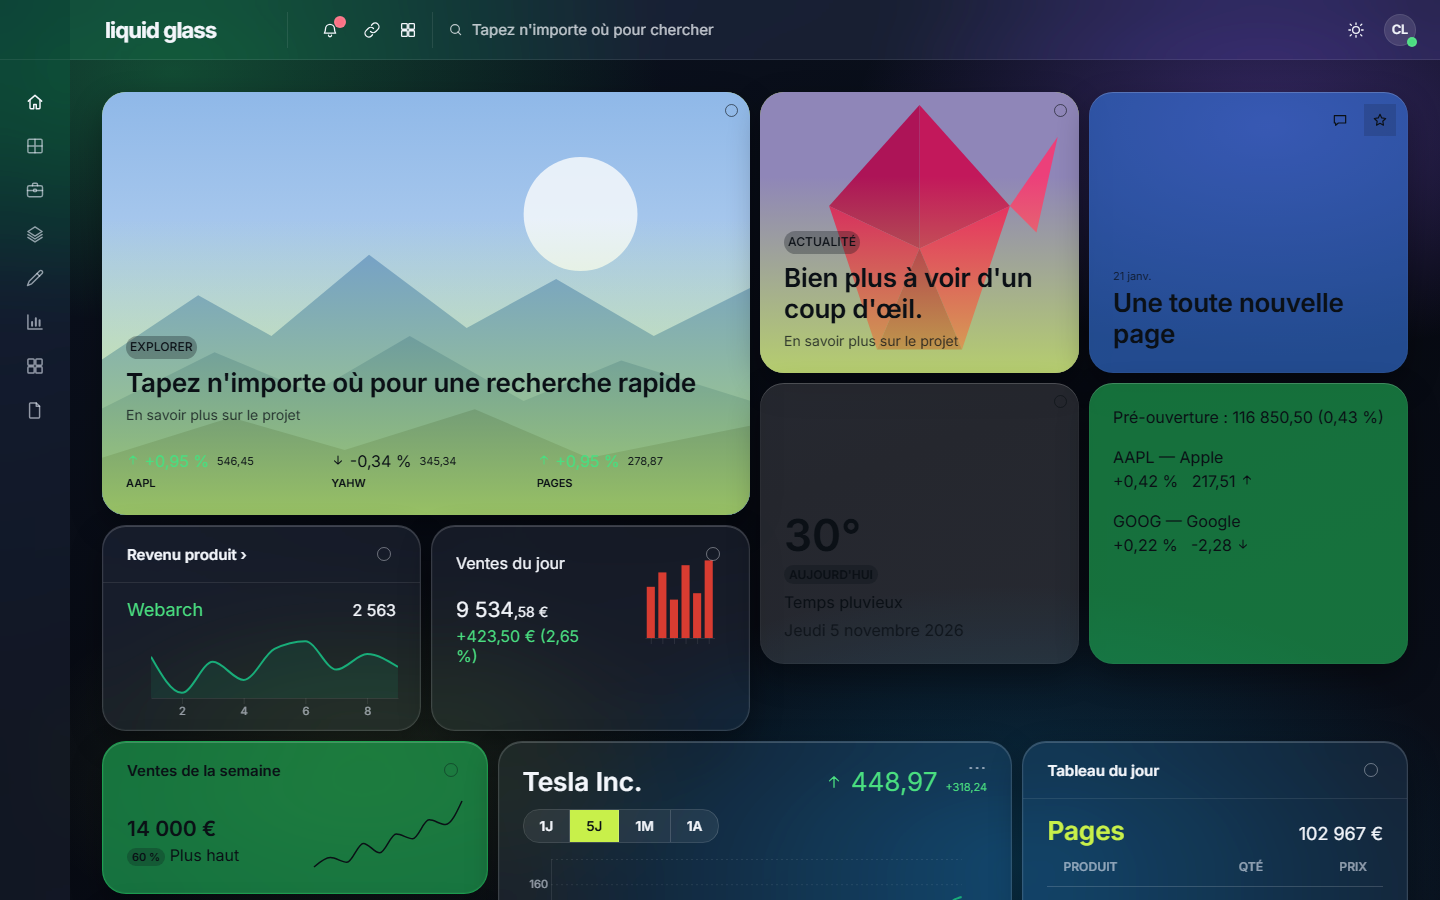 liquid glass
Tapez n'importe où pour chercher
CL
EXPLORER
Tapez n'importe où pour une recherche rapide
En savoir plus sur le projet
+0,95 % 546,45
AAPL
-0,34 % 345,34
YAHW
+0,95 % 278,87
PAGES
ACTUALITÉ
Bien plus à voir d'un
coup d'œil.
En savoir plus sur le projet
21 janv.
Une toute nouvelle
page
30°
AUJOURD'HUI
Temps pluvieux
Jeudi 5 novembre 2026
Pré-ouverture : 116 850,50 (0,43 %)
AAPL — Apple
+0,42 % 217,51 ↑
GOOG — Google
+0,22 % -2,28 ↓
Revenu produit ›
Webarch 2 563
2 4 6 8
Ventes du jour
9 534,58 €
+423,50 € (2,65
%)
Ventes de la semaine
14 000 €
60 % Plus haut
Tesla Inc.
↑ 448,97 +318,24
1J 5J 1M 1A
160
Tableau du jour
Pages 102 967 €
PRODUIT QTÉ PRIX